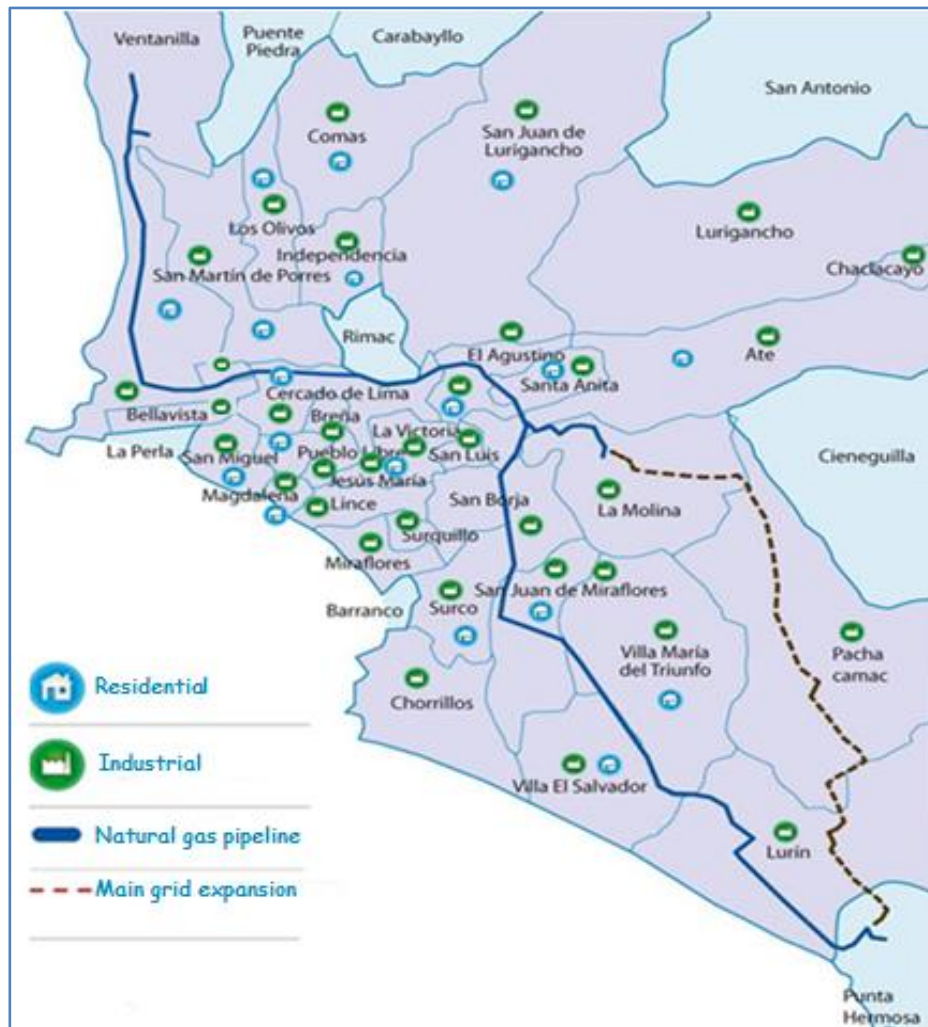 Ventanilla
Puente
Piedra
Carabayllo
San Antonio
Comas
San Juan de
Lurigancho
Los Olivos
Independencia
Lurigancho
Chaclacayo
San Martín de Porres
Rimac
El Agustino
Ate
Santa Anita
Cercado de Lima
Bellavista
Breña
La Victoria
La Perla
San Miguel
Pueblo Libre
San Luis
Cieneguilla
Jesús María
Magdalena
Lince
San Borja
La Molina
Surquillo
Miraflores
San Juan de Miraflores
Barranco
Surco
Villa María
del Triunfo
Pacha
camac
Residential
Chorrillos
Industrial
Villa El Salvador
Natural gas pipeline
Lurín
Main grid expansion
Punta
Hermosa